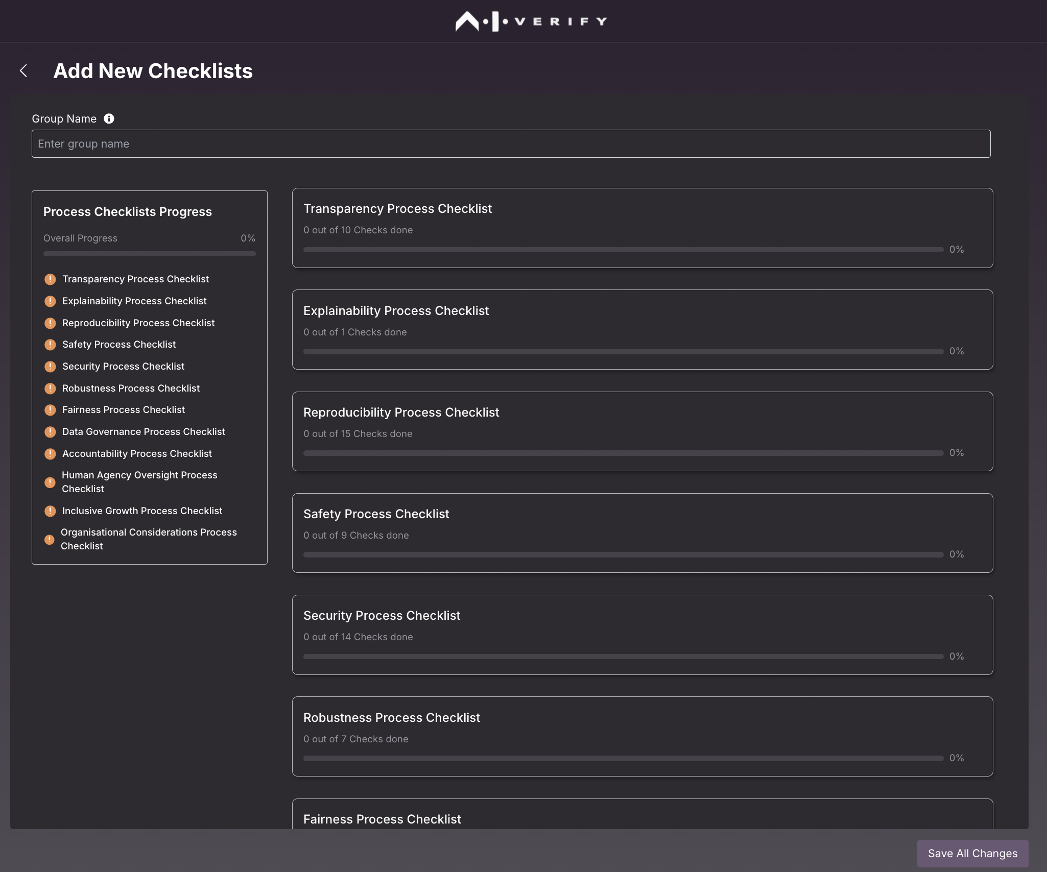 A.I. VERIFY
Add New Checklists
Group Name
Enter group name
Process Checklists Progress
Overall Progress 0%
Transparency Process Checklist
Explainability Process Checklist
Reproducibility Process Checklist
Safety Process Checklist
Security Process Checklist
Robustness Process Checklist
Fairness Process Checklist
Data Governance Process Checklist
Accountability Process Checklist
Human Agency Oversight Process
Checklist
Inclusive Growth Process Checklist
Organisational Considerations Process
Checklist
Transparency Process Checklist
0 out of 10 Checks done
0%
Explainability Process Checklist
0 out of 1 Checks done
0%
Reproducibility Process Checklist
0 out of 15 Checks done
0%
Safety Process Checklist
0 out of 9 Checks done
0%
Security Process Checklist
0 out of 14 Checks done
0%
Robustness Process Checklist
0 out of 7 Checks done
0%
Fairness Process Checklist
Save All Changes